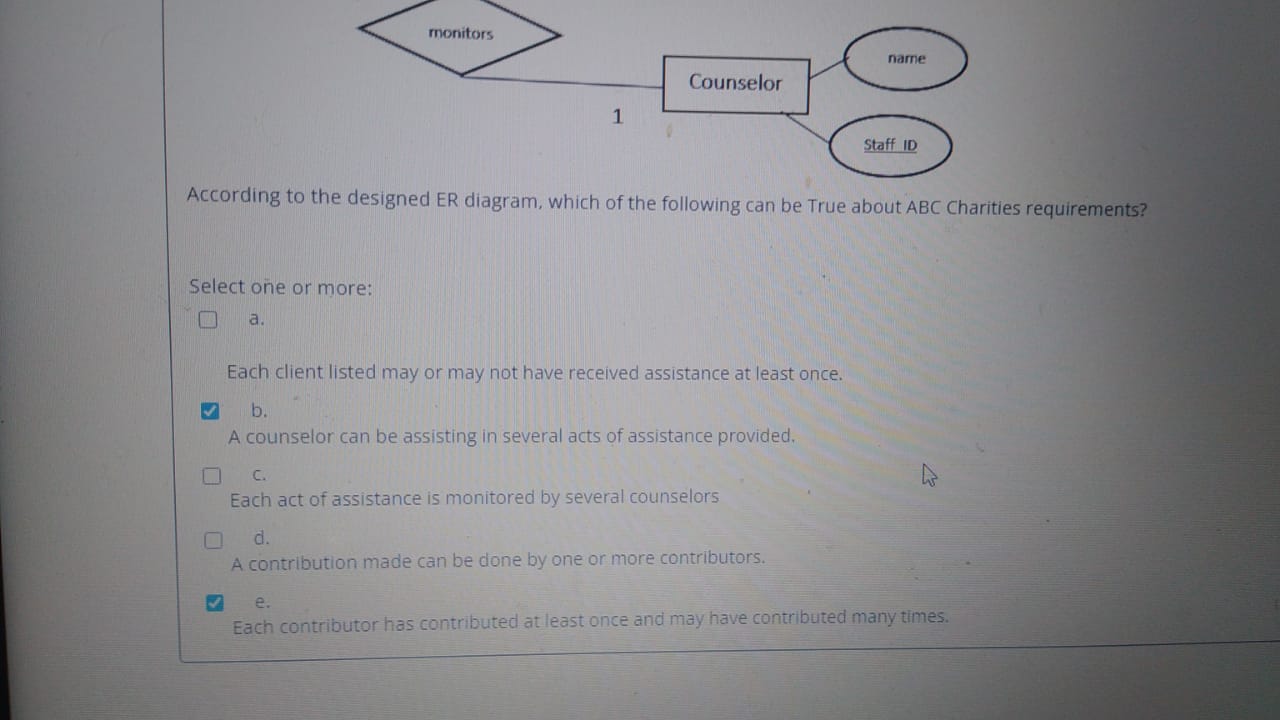 monitors
name
Counselor
1
Staff_ID
According to the designed ER diagram, which of the following can be True about ABC Charities requirements?
Select one or more:
a.
Each client listed may or may not have received assistance at least once.
b.
A counselor can be assisting in several acts of assistance provided.
c.
Each act of assistance is monitored by several counselors
d.
A contribution made can be done by one or more contributors.
e.
Each contributor has contributed at least once and may have contributed many times.